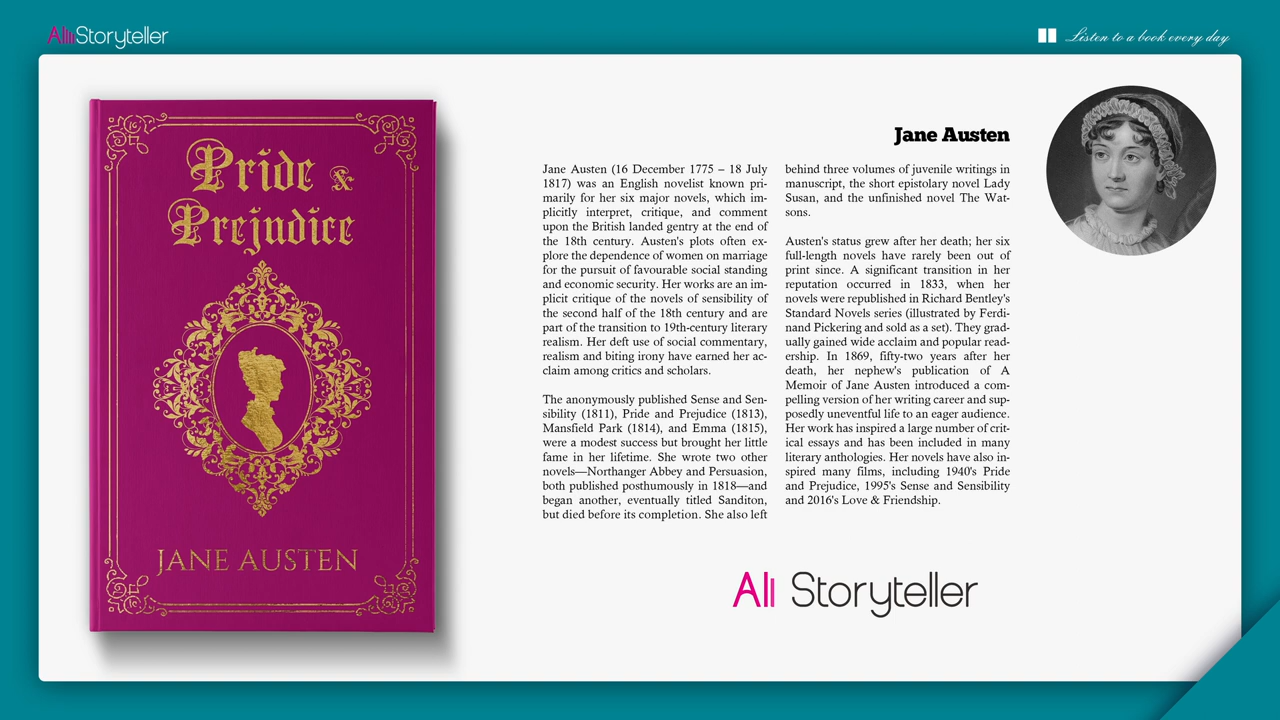 AlliStoryteller
Listen to a book every day
Pride &
Prejudice
JANE AUSTEN
Jane Austen
Jane Austen (16 December 1775 – 18 July
1817) was an English novelist known pri-
marily for her six major novels, which im-
plicitly interpret, critique, and comment
upon the British landed gentry at the end of
the 18th century. Austen's plots often ex-
plore the dependence of women on marriage
for the pursuit of favourable social standing
and economic security. Her works are an im-
plicit critique of the novels of sensibility of
the second half of the 18th century and are
part of the transition to 19th-century literary
realism. Her deft use of social commentary,
realism and biting irony have earned her ac-
claim among critics and scholars.
The anonymously published Sense and Sen-
sibility (1811), Pride and Prejudice (1813),
Mansfield Park (1814), and Emma (1815),
were a modest success but brought her little
fame in her lifetime. She wrote two other
novels—Northanger Abbey and Persuasion,
both published posthumously in 1818—and
began another, eventually titled Sanditon,
but died before its completion. She also left
behind three volumes of juvenile writings in
manuscript, the short epistolary novel Lady
Susan, and the unfinished novel The Wat-
sons.
Austen's status grew after her death; her six
full-length novels have rarely been out of
print since. A significant transition in her
reputation occurred in 1833, when her
novels were republished in Richard Bentley's
Standard Novels series (illustrated by Ferdi-
nand Pickering and sold as a set). They grad-
ually gained wide acclaim and popular read-
ership. In 1869, fifty-two years after her
death, her nephew's publication of A
Memoir of Jane Austen introduced a com-
pelling version of her writing career and sup-
posedly uneventful life to an eager audience.
Her work has inspired a large number of crit-
ical essays and has been included in many
literary anthologies. Her novels have also in-
spired many films, including 1940's Pride
and Prejudice, 1995's Sense and Sensibility
and 2016's Love & Friendship.
Alli Storyteller